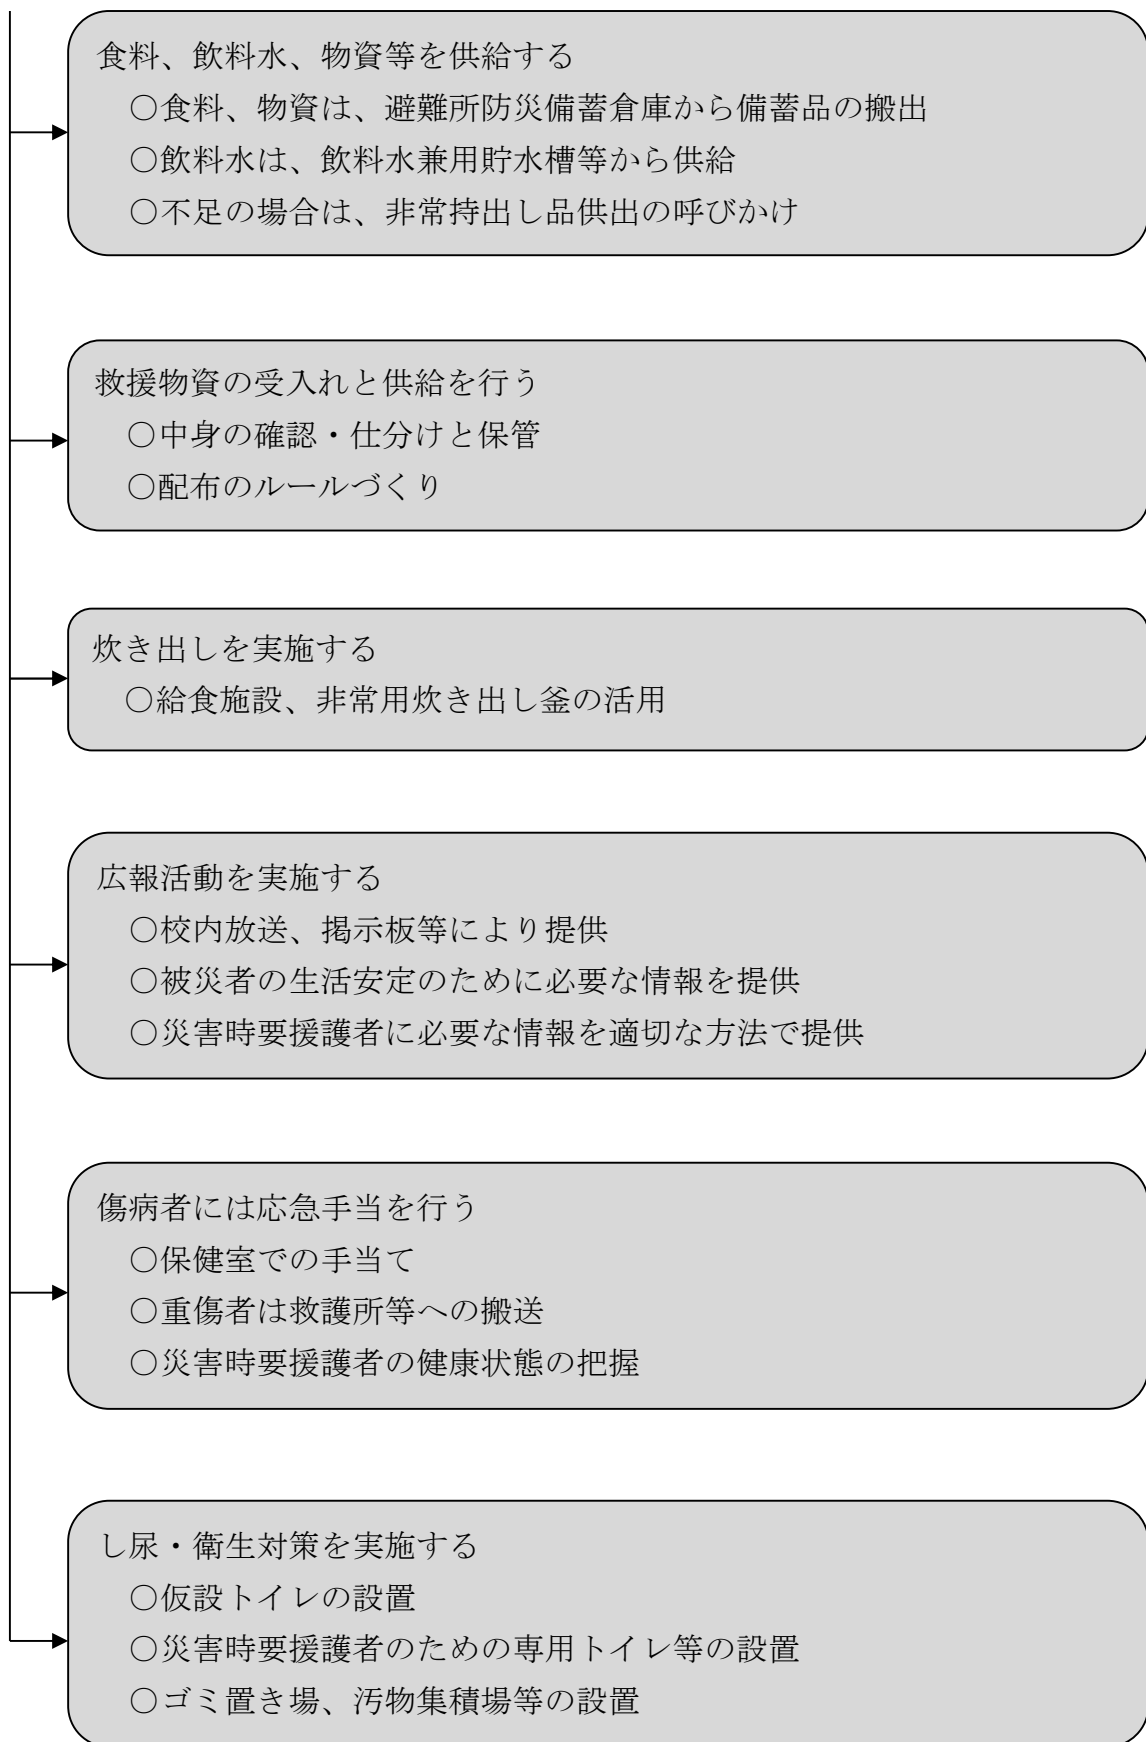 食料、飲料水、物資等を供給する
○食料、物資は、避難所防災備蓄倉庫から備蓄品の搬出
○飲料水は、飲料水兼用貯水槽等から供給
○不足の場合は、非常持出し品供出の呼びかけ
救援物資の受入れと供給を行う
○中身の確認・仕分けと保管
○配布のルールづくり
炊き出しを実施する
○給食施設、非常用炊き出し釜の活用
広報活動を実施する
○校内放送、掲示板等により提供
○被災者の生活安定のために必要な情報を提供
○災害時要援護者に必要な情報を適切な方法で提供
傷病者には応急手当を行う
○保健室での手当て
○重傷者は救護所等への搬送
○災害時要援護者の健康状態の把握
し尿・衛生対策を実施する
○仮設トイレの設置
○災害時要援護者のための専用トイレ等の設置
○ゴミ置き場、汚物集積場等の設置